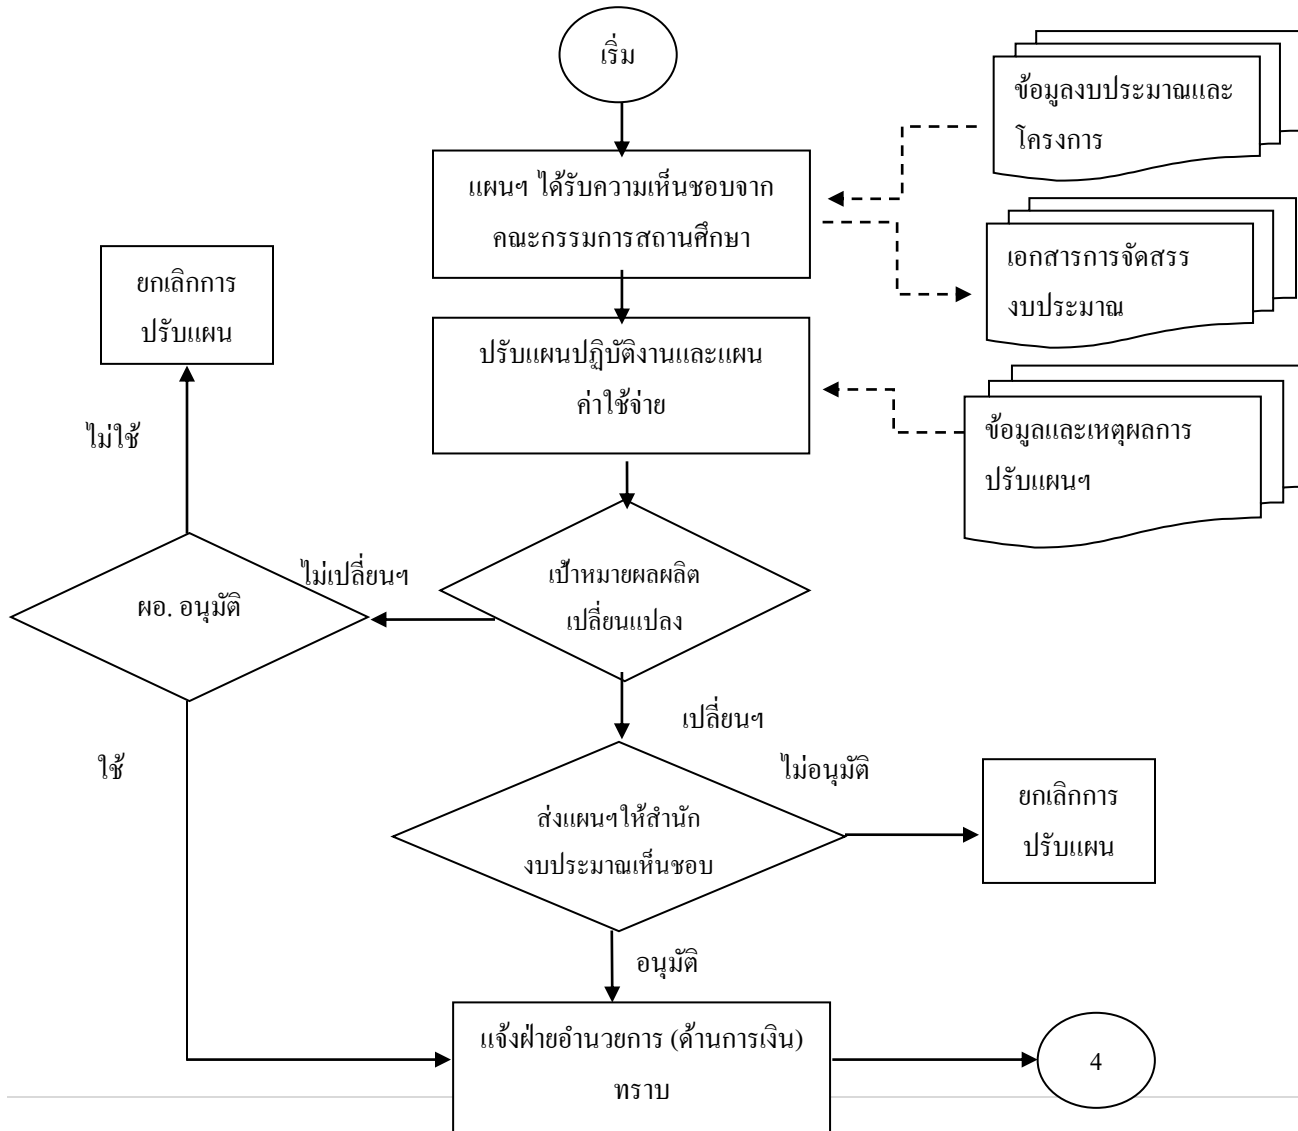 เริ่ม
ข้อมูลงบประมาณและ
โครงการ
แผนฯ ได้รับความเห็นชอบจาก
คณะกรรมการสถานศึกษา
เอกสารการจัดสรร
งบประมาณ
ยกเลิกการ
ปรับแผน
ปรับแผนปฏิบัติงานและแผน
ค่าใช้จ่าย
ข้อมูลและเหตุผลการ
ปรับแผนฯ
ไม่ใช้
เป้าหมายผลผลิต
เปลี่ยนแปลง
ไม่เปลี่ยนฯ
ผอ. อนุมัติ
เปลี่ยนฯ
ใช้
ไม่อนุมัติ
ส่งแผนฯให้สำนัก
งบประมาณเห็นชอบ
ยกเลิกการ
ปรับแผน
อนุมัติ
แจ้งฝ่ายอำนวยการ (ด้านการเงิน)
ทราบ
4